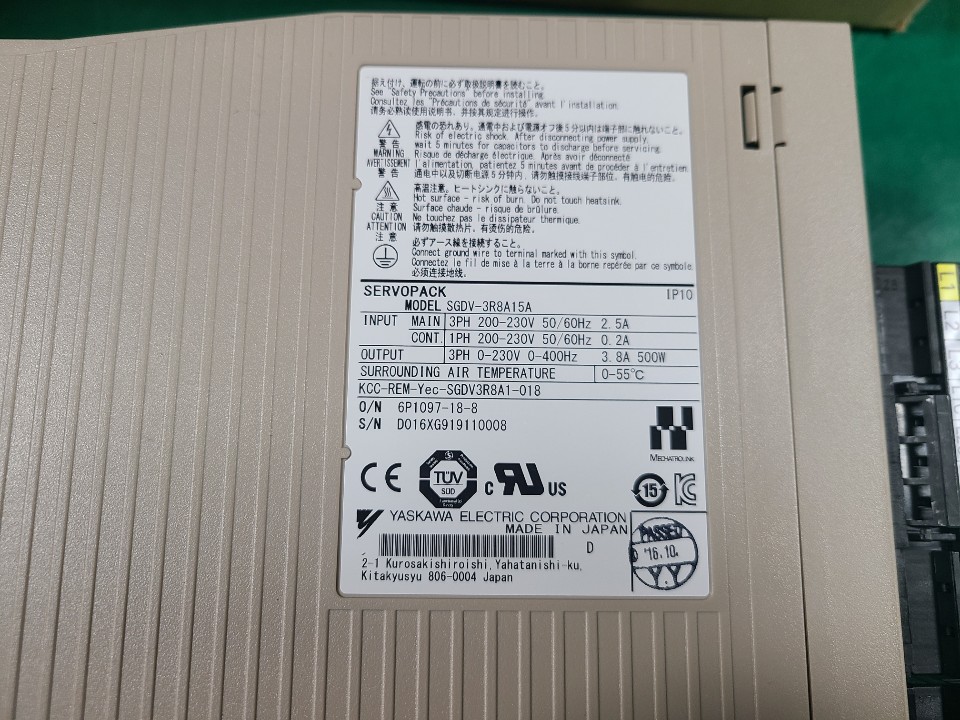 据え付け、運転の前に必ず取扱説明書を読むこと。
See "Safety Precautions" before installing.
Consultez les "Précautions de sécurité" avant l'installation.
请务必熟读使用说明书，并按其规定进行操作。
感電の恐れあり。通電中および電源オフ後5分以内は端子部に触れないこと。
Risk of electric shock. After disconnecting power supply,
wait 5 minutes for capacitors to discharge before servicing.
Risque de décharge électrique. Après avoir déconnecté
l'alimentation, patientez 5 minutes avant de procéder à l'entretien.
通电中以及切断电源5分钟内，请勿触摸接线端子部位。有触电的危险。
警告
WARNING
AVERTISSEMENT
警告
高温注意。ヒートシンクに触らないこと。
Hot surface - risk of burn. Do not touch heatsink.
Surface chaude - risque de brûlure.
Ne touchez pas le dissipateur thermique.
请勿触摸散热片。有烫伤的危险。
注意
CAUTION
ATTENTION
注意
必ずアース線を接続すること。
Connect ground wire to terminal marked with this symbol.
Connectez le fil de mise à la terre à la borne repérée par ce symbole.
必须连接地线。
SERVOPACK IP10
MODEL SGDV-3R8A15A
INPUT MAIN 3PH 200-230V 50/60Hz 2.5A
CONT. 1PH 200-230V 50/60Hz 0.2A
OUTPUT 3PH 0-230V 0-400Hz 3.8A 500W
SURROUNDING AIR TEMPERATURE 0-55℃
KCC-REM-Yec-SGDV3R8A1-018
O/N 6P1097-18-8
S/N D016XG919110008
MECHATROLINK
CE TÜV SÜD c RU US 15
YASKAWA ELECTRIC CORPORATION
MADE IN JAPAN
D
2-1 Kurosakishiroishi, Yahatanishi-ku,
Kitakyusyu 806-0004 Japan
PASSED
'16.10.
L1
L2
L3